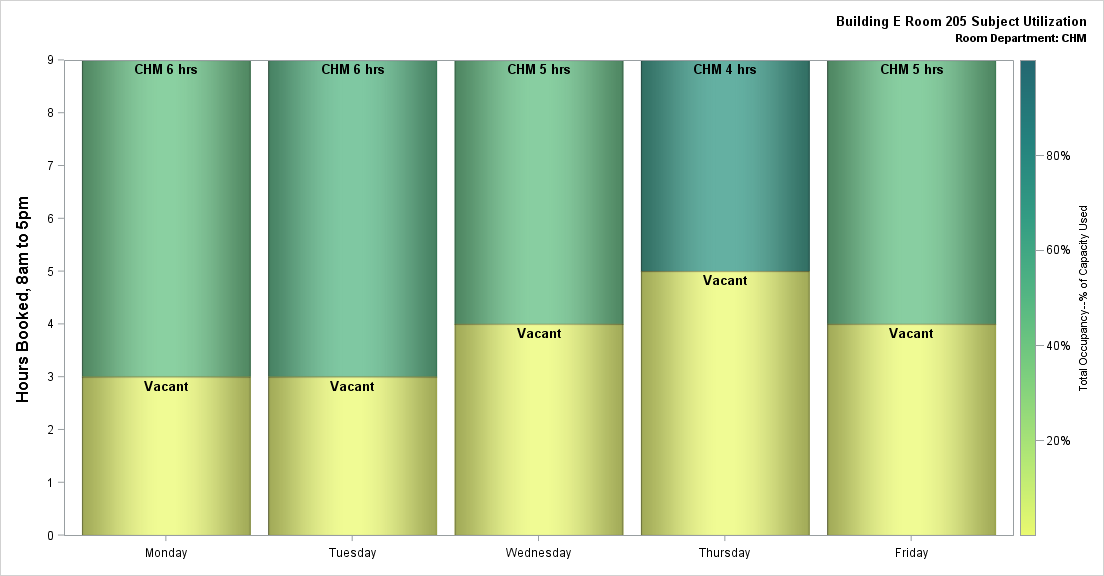 Building E Room 205 Subject Utilization
Room Department: CHM
Hours Booked, 8am to 5pm
9
8
7
6
5
4
3
2
1
0
CHM 6 hrs
Vacant
CHM 6 hrs
Vacant
CHM 5 hrs
Vacant
CHM 4 hrs
Vacant
CHM 5 hrs
Vacant
Monday
Tuesday
Wednesday
Thursday
Friday
80%
60%
40%
20%
Total Occupancy--% of Capacity Used